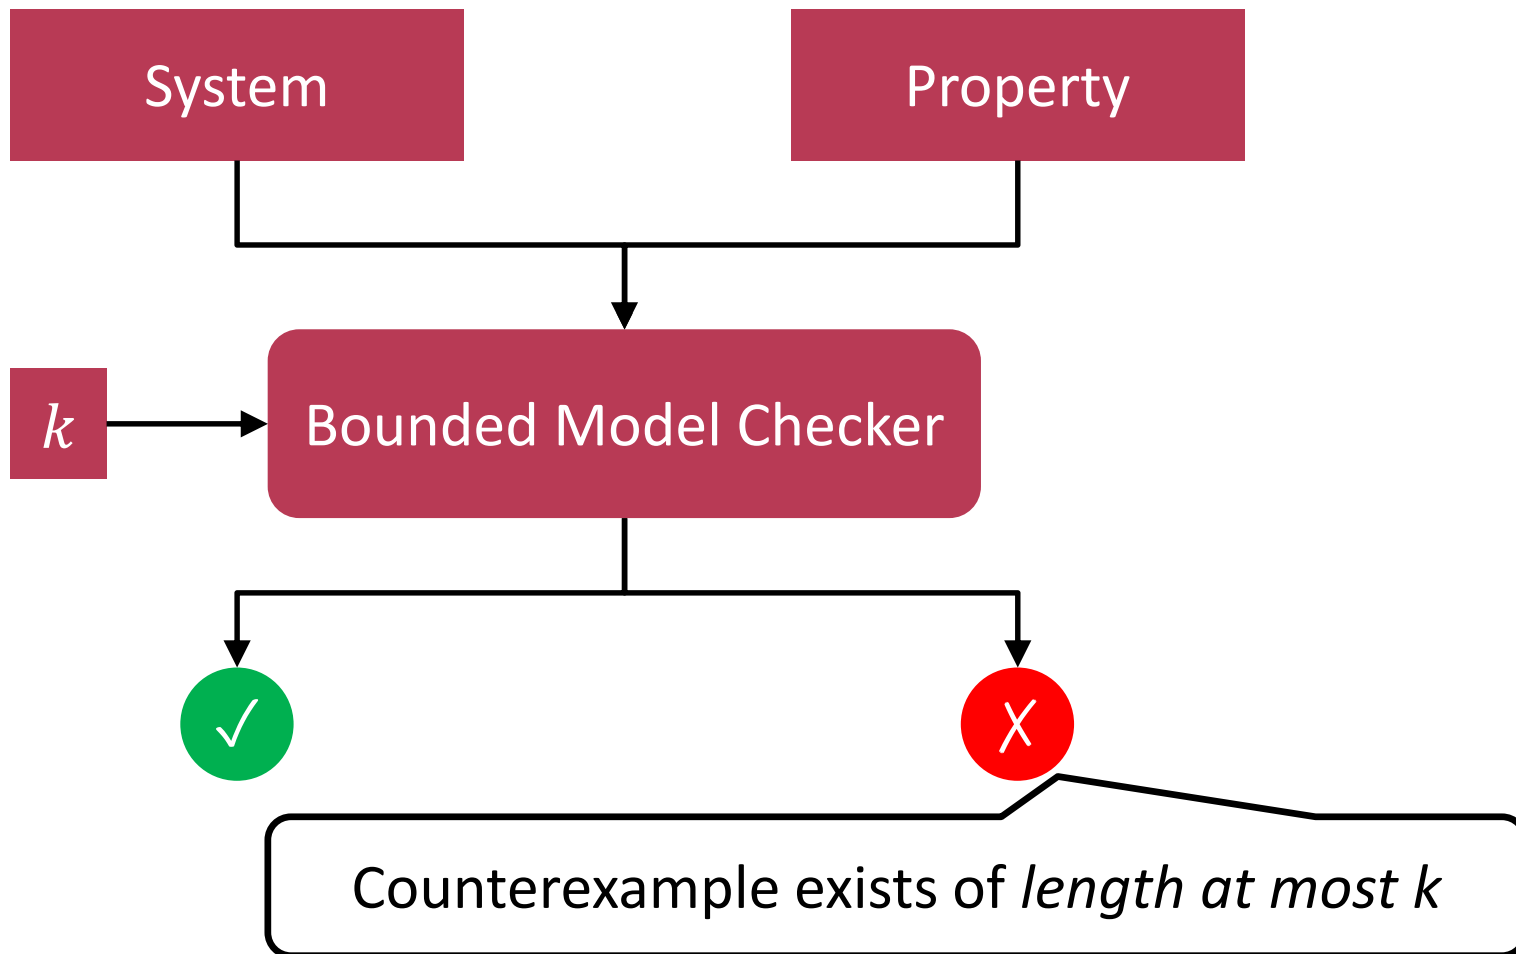 System
Property
k
Bounded Model Checker
✓
✗
Counterexample exists of length at most k